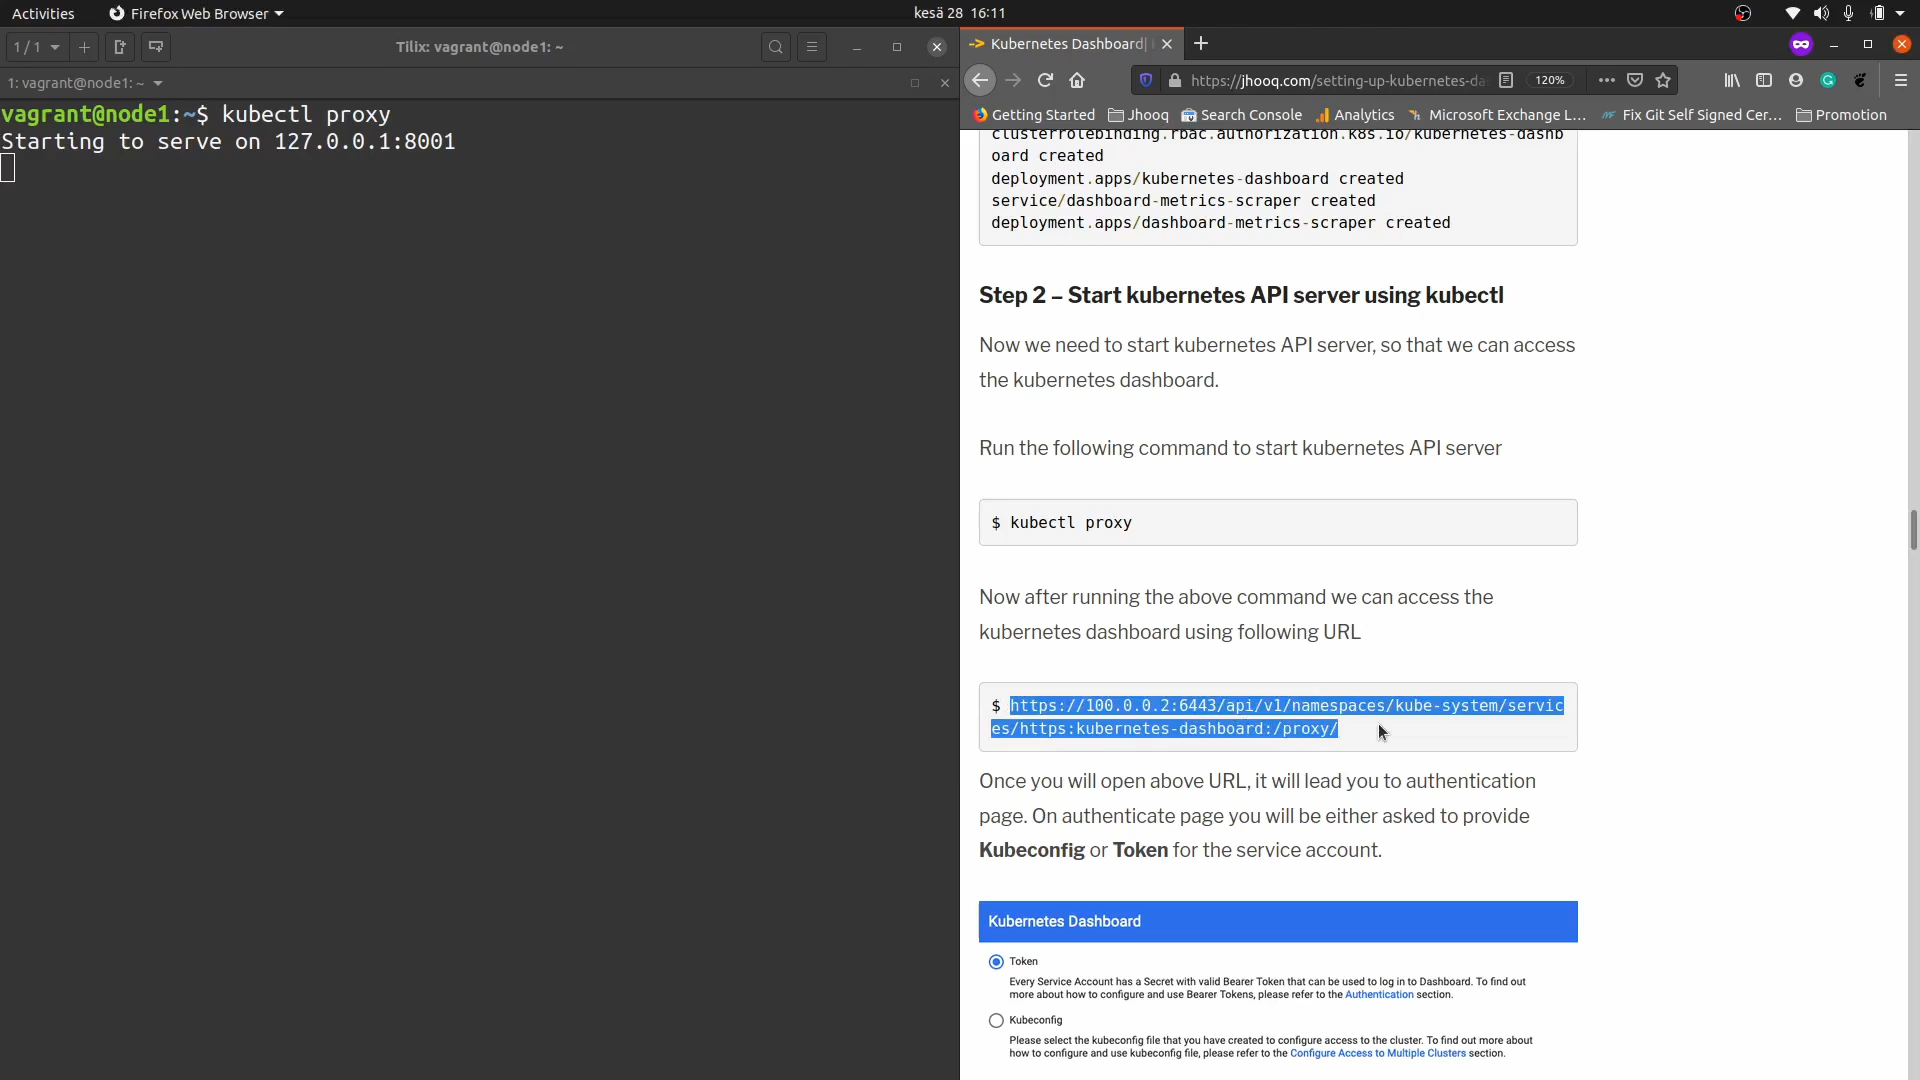 Activities
Firefox Web Browser
kesä 28 16:11
1 / 1
Tilix: vagrant@node1: ~
1: vagrant@node1: ~
vagrant@node1:~$ kubectl proxy
Starting to serve on 127.0.0.1:8001
-> Kubernetes Dashboard|
https://jhooq.com/setting-up-kubernetes-da
120%
Getting Started
Jhooq
Search Console
Analytics
Microsoft Exchange L...
Fix Git Self Signed Cer...
Promotion
clusterrolebinding.rbac.authorization.k8s.io/kubernetes-dashb
oard created
deployment.apps/kubernetes-dashboard created
service/dashboard-metrics-scraper created
deployment.apps/dashboard-metrics-scraper created
Step 2 – Start kubernetes API server using kubectl
Now we need to start kubernetes API server, so that we can access
the kubernetes dashboard.
Run the following command to start kubernetes API server
$ kubectl proxy
Now after running the above command we can access the
kubernetes dashboard using following URL
$ https://100.0.0.2:6443/api/v1/namespaces/kube-system/servic
es/https:kubernetes-dashboard:/proxy/
Once you will open above URL, it will lead you to authentication
page. On authenticate page you will be either asked to provide
Kubeconfig or Token for the service account.
Kubernetes Dashboard
Token
Every Service Account has a Secret with valid Bearer Token that can be used to log in to Dashboard. To find out
more about how to configure and use Bearer Tokens, please refer to the Authentication section.
Kubeconfig
Please select the kubeconfig file that you have created to configure access to the cluster. To find out more about
how to configure and use kubeconfig file, please refer to the Configure Access to Multiple Clusters section.